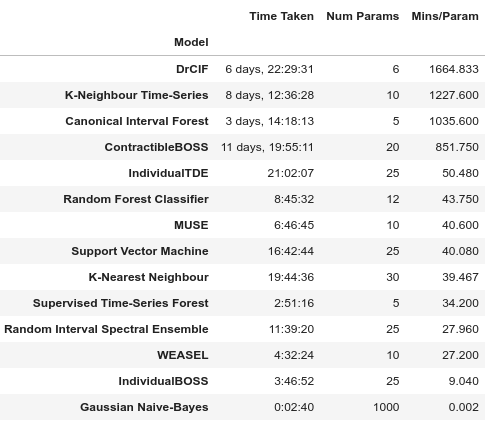 Time Taken Num Params Mins/Param
Model
DrCIF 6 days, 22:29:31 6 1664.833
K-Neighbour Time-Series 8 days, 12:36:28 10 1227.600
Canonical Interval Forest 3 days, 14:18:13 5 1035.600
ContractibleBOSS 11 days, 19:55:11 20 851.750
IndividualTDE 21:02:07 25 50.480
Random Forest Classifier 8:45:32 12 43.750
MUSE 6:46:45 10 40.600
Support Vector Machine 16:42:44 25 40.080
K-Nearest Neighbour 19:44:36 30 39.467
Supervised Time-Series Forest 2:51:16 5 34.200
Random Interval Spectral Ensemble 11:39:20 25 27.960
WEASEL 4:32:24 10 27.200
IndividualBOSS 3:46:52 25 9.040
Gaussian Naive-Bayes 0:02:40 1000 0.002